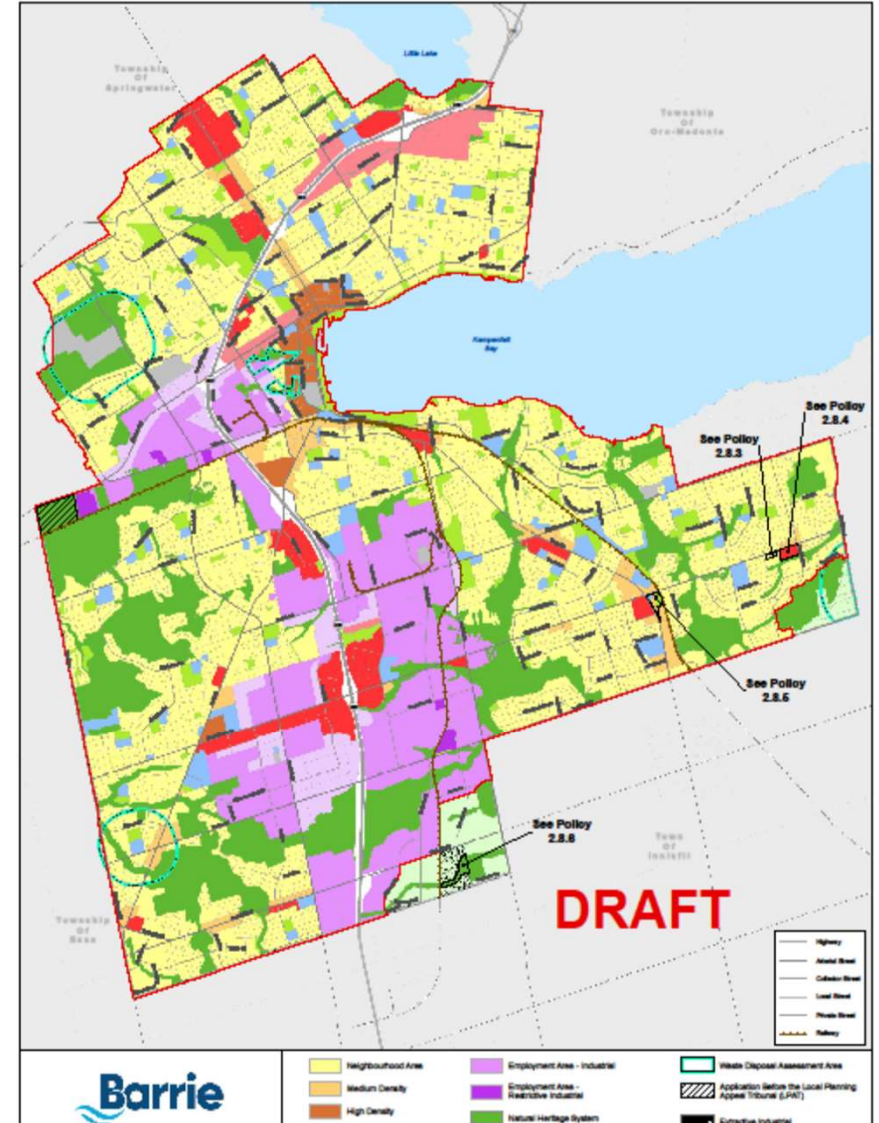 Little Lake
Township
Of
Springwater
Township
Of
Oro-Medonte
Kempenfelt
Bay
See Policy
2.8.4
See Policy
2.8.3
See Policy
2.8.5
See Policy
2.8.6
Town
Of
Innisfil
Township
Of
Essa
DRAFT
Highway
Arterial Street
Collector Street
Local Street
Private Street
Railway
Barrie
Neighbourhood Area
Medium Density
High Density
Employment Area - Industrial
Employment Area -
Restrictive Industrial
Natural Heritage System
Waste Disposal Assessment Area
Application Before the Local Planning
Appeal Tribunal (LPAT)
Extractive Industrial